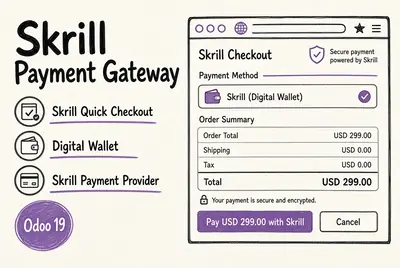 Skrill
Payment Gateway
Skrill Quick Checkout
Digital Wallet
Skrill Payment Provider
Odoo 19
Skrill Checkout
Secure payment
powered by Skrill
Payment Method
Skrill (Digital Wallet)
Order Summary
Order Total USD 299.00
Shipping USD 0.00
Tax USD 0.00
Total USD 299.00
Your payment is secure and encrypted.
Pay USD 299.00 with Skrill
Cancel